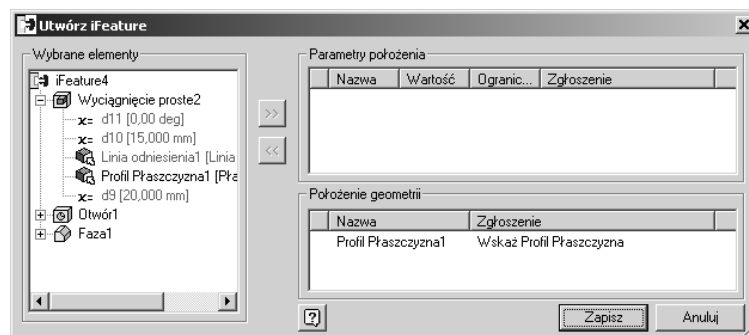 Utwórz iFeature
Wybrane elementy
iFeature4
Wyciągnięcie proste2
x= d11 [0,00 deg]
x= d10 [15,000 mm]
Linia odniesienia1 [Linia
Profil Płaszczyzna1 [Pła
x= d9 [20,000 mm]
Otwór1
Faza1
>>
<<
Parametry położenia
Nazwa Wartość Ogranic... Zgłoszenie
Położenie geometrii
Nazwa Zgłoszenie
Profil Płaszczyzna1 Wskaż Profil Płaszczyzna
?
Zapisz Anuluj